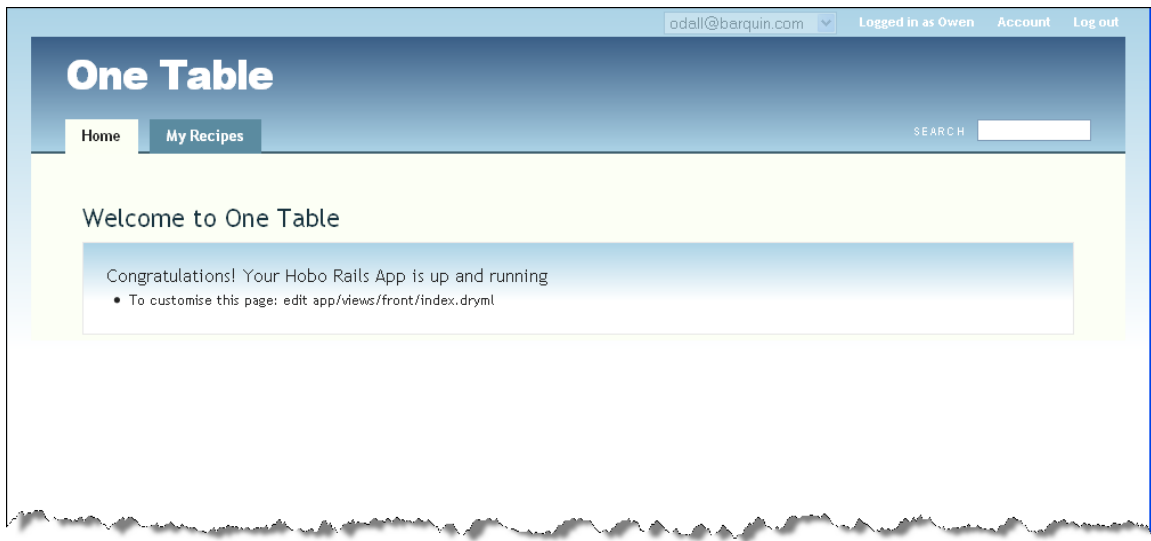 odall@barquin.com Logged in as Owen Account Log out
One Table
Home My Recipes SEARCH
Welcome to One Table
Congratulations! Your Hobo Rails App is up and running
• To customise this page: edit app/views/front/index.dryml